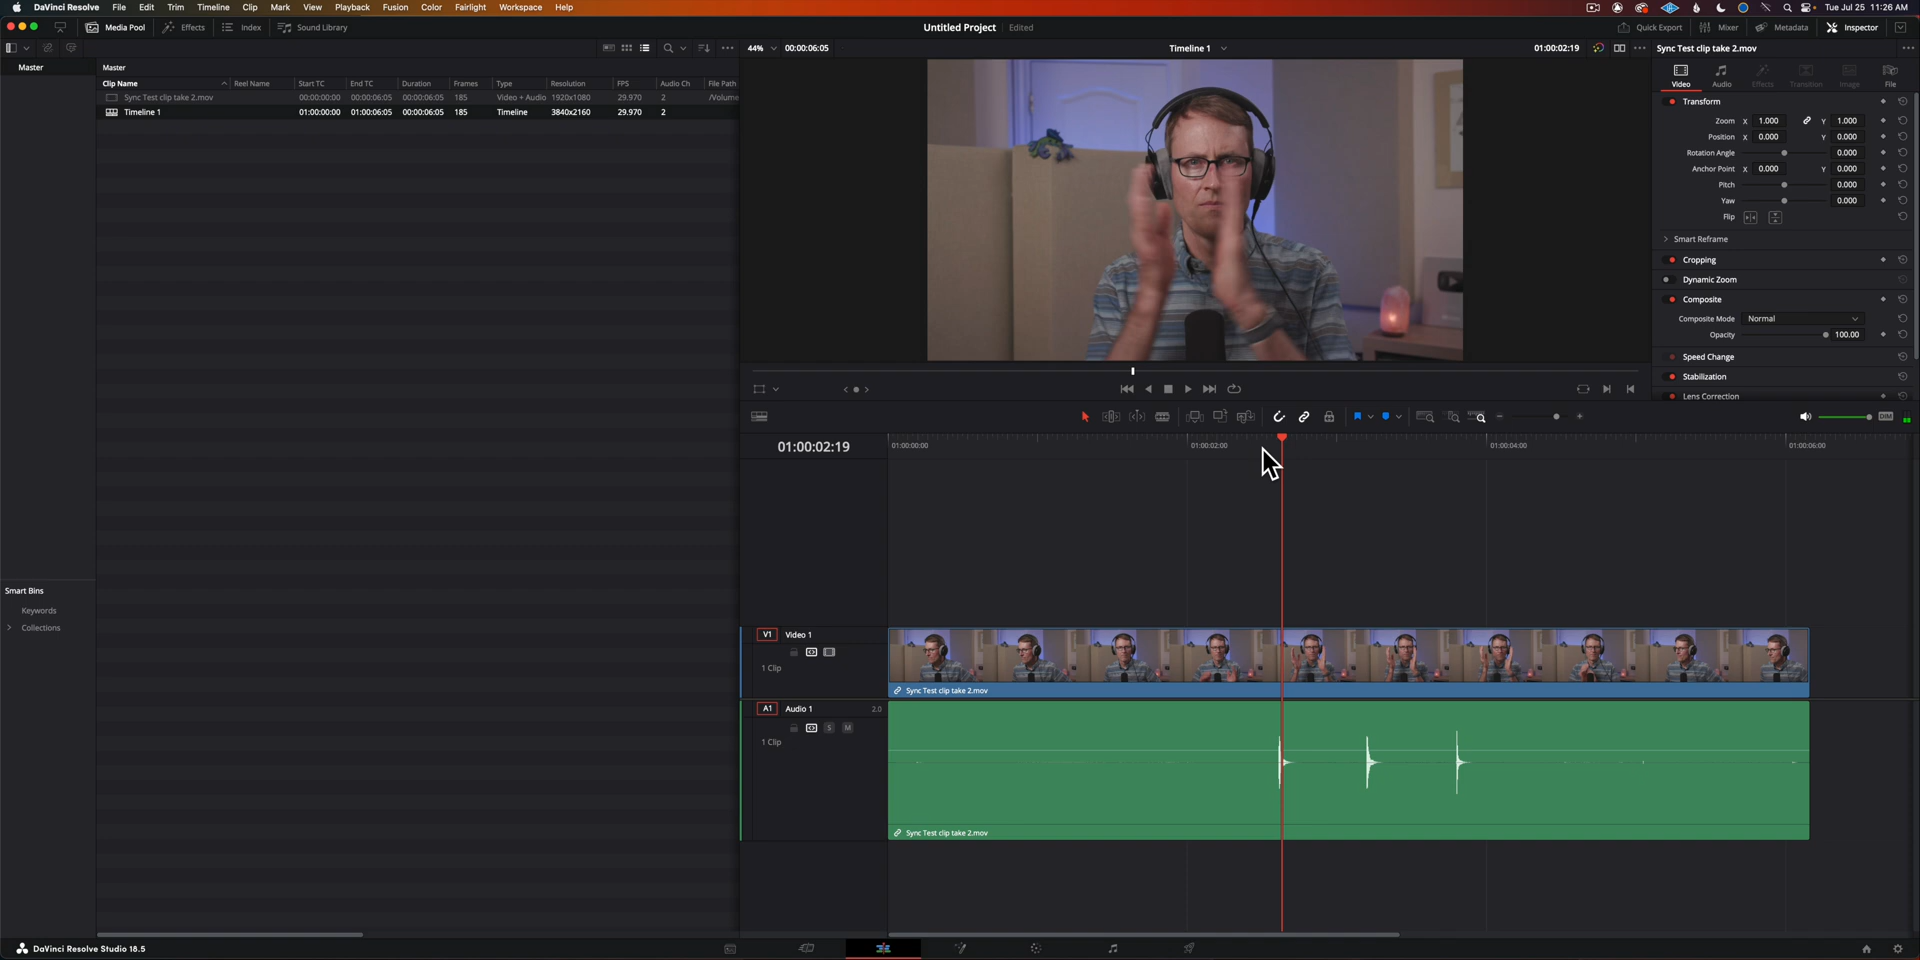 DaVinci Resolve File Edit Trim Timeline Clip Mark View Playback Fusion Color Fairlight Workspace Help Tue Jul 25 11:26 AM
Media Pool Effects Index Sound Library Untitled Project Edited Quick Export Mixer Metadata Inspector
44% 00:00:06:05 Timeline 1 01:00:02:19 Sync Test clip take 2.mov
Master Master
Video Audio Effects Transition Image File
Clip Name Reel Name Start TC End TC Duration Frames Type Resolution FPS Audio Ch File Path
Sync Test clip take 2.mov 00:00:00:00 00:00:06:05 00:00:06:05 185 Video + Audio 1920x1080 29.970 2 /Volume
Timeline 1 01:00:00:00 01:00:06:05 00:00:06:05 185 Timeline 3840x2160 29.970 2
Transform
Zoom X 1.000 Y 1.000
Position X 0.000 Y 0.000
Rotation Angle 0.000
Anchor Point X 0.000 Y 0.000
Pitch 0.000
Yaw 0.000
Flip
Smart Reframe
Cropping
Dynamic Zoom
Composite
Composite Mode Normal
Opacity 100.00
Speed Change
Stabilization
Lens Correction
DIM
01:00:02:19 01:00:00:00 01:00:02:00 01:00:04:00 01:00:06:00
Smart Bins
Keywords
Collections
V1 Video 1
1 Clip
Sync Test clip take 2.mov
A1 Audio 1 2.0
S M
1 Clip
Sync Test clip take 2.mov
DaVinci Resolve Studio 18.5